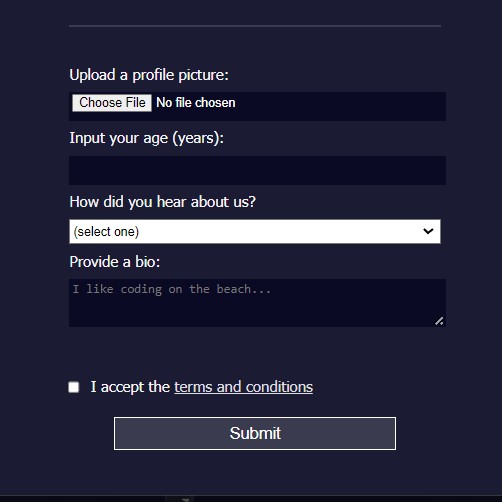 Upload a profile picture:
Choose File No file chosen
Input your age (years):
How did you hear about us?
(select one)
Provide a bio:
I like coding on the beach...
I accept the terms and conditions
Submit